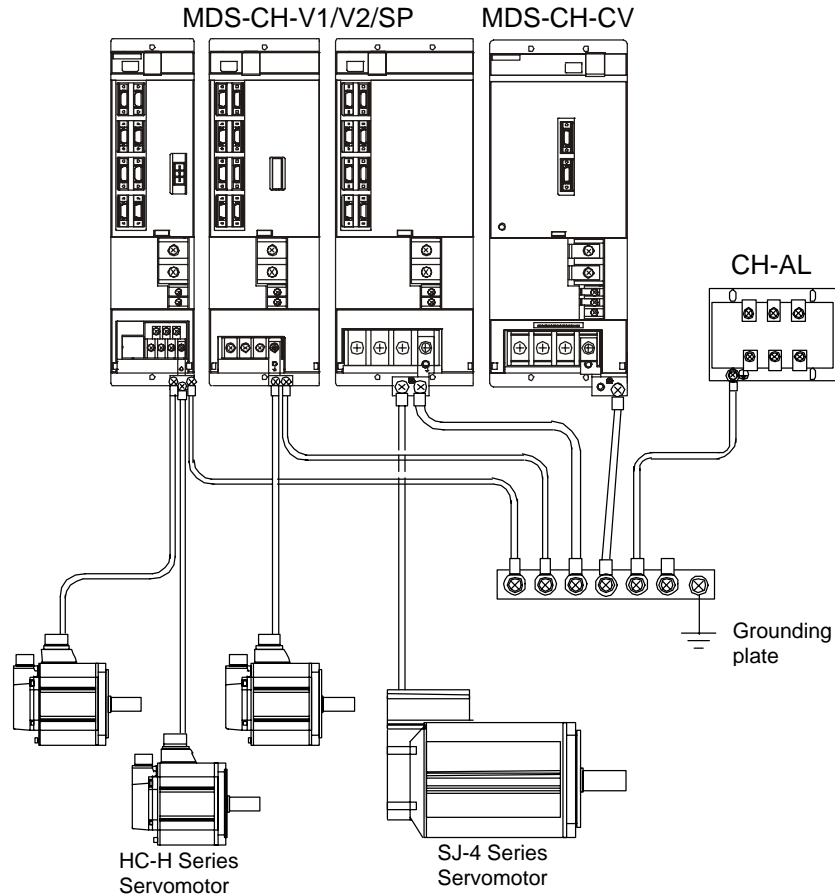 MDS-CH-V1/V2/SP
MDS-CH-CV
CH-AL
Grounding
plate
HC-H Series
Servomotor
SJ-4 Series
Servomotor